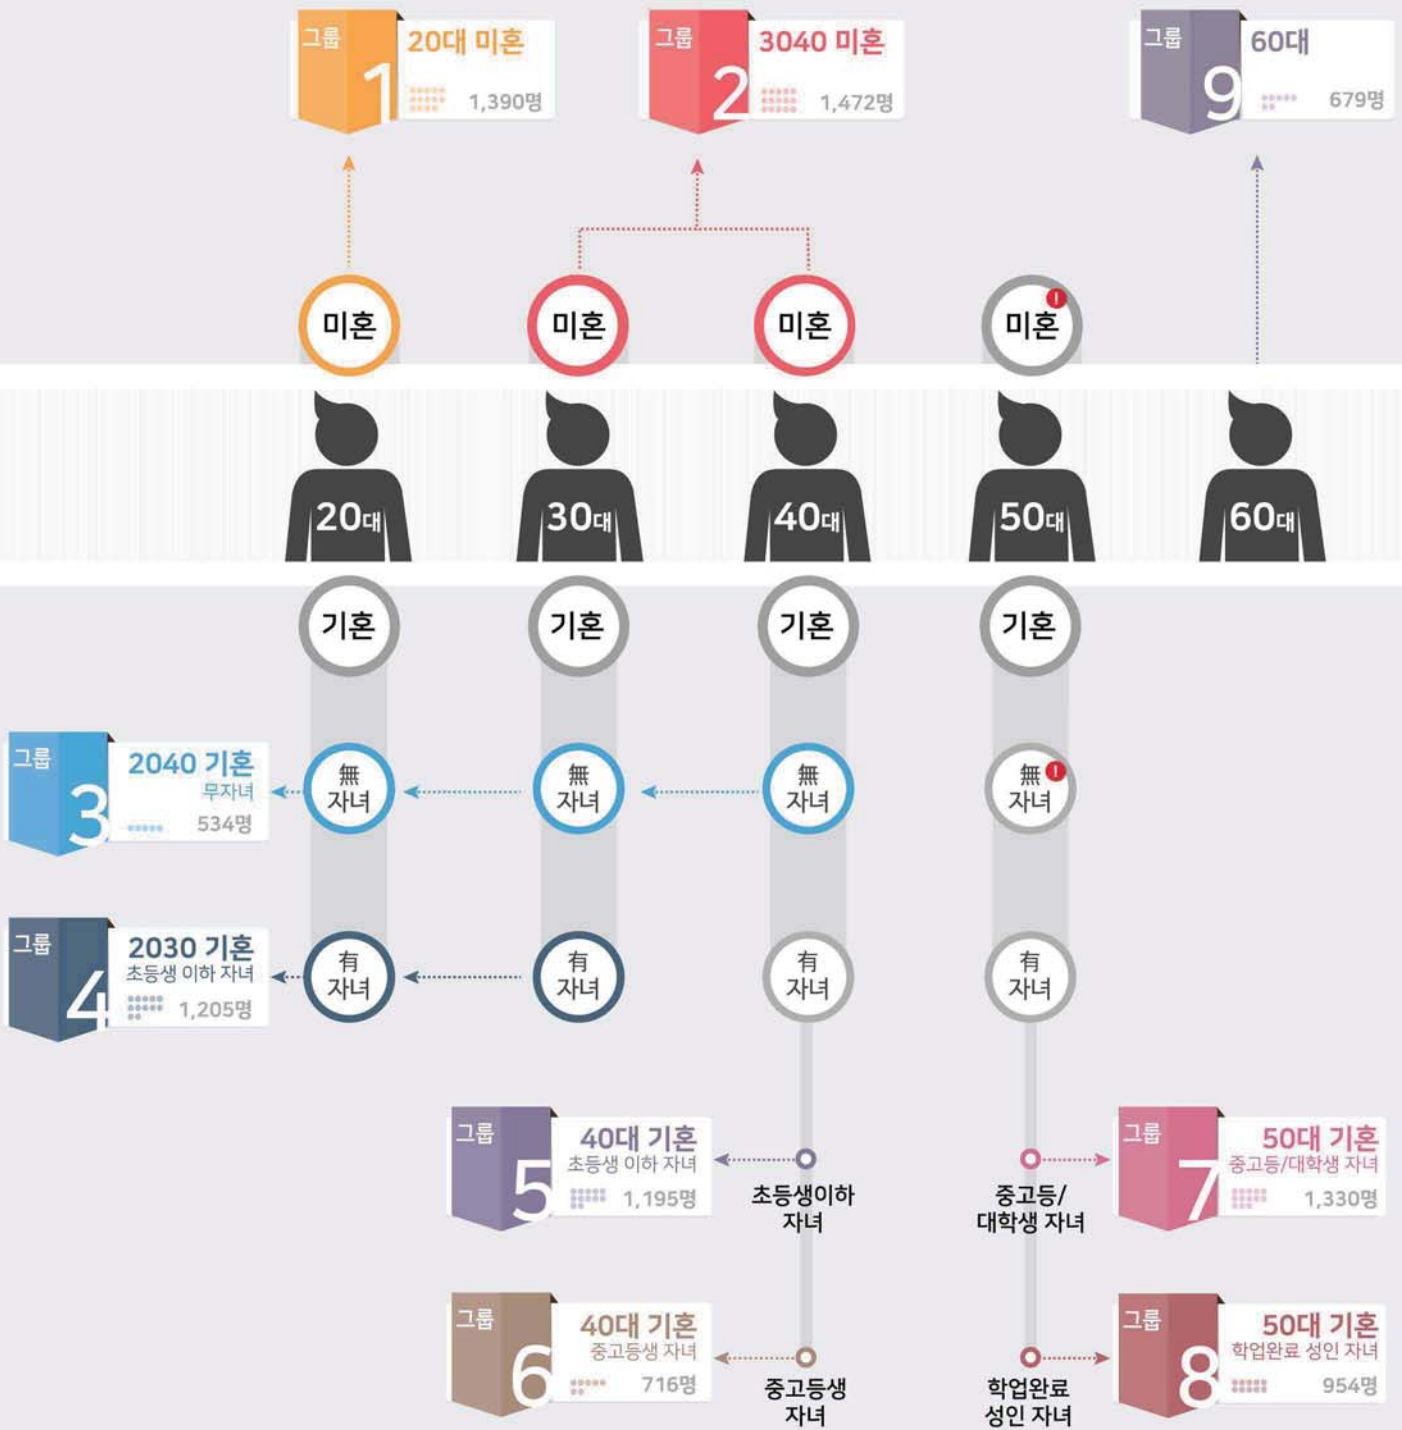 그룹
1
20대 미혼
1,390명
그룹
2
3040 미혼
1,472명
그룹
9
60대
679명
미혼
미혼
미혼
미혼
!
20대
30대
40대
50대
60대
기혼
기혼
기혼
기혼
그룹
3
2040 기혼
무자녀
534명
無
자녀
無
자녀
無
자녀
無
자녀
!
그룹
4
2030 기혼
초등생 이하 자녀
1,205명
有
자녀
有
자녀
有
자녀
有
자녀
그룹
5
40대 기혼
초등생 이하 자녀
1,195명
초등생이하
자녀
중고등/
대학생 자녀
그룹
7
50대 기혼
중고등/대학생 자녀
1,330명
그룹
6
40대 기혼
중고등생 자녀
716명
중고등생
자녀
학업완료
성인 자녀
그룹
8
50대 기혼
학업완료 성인 자녀
954명